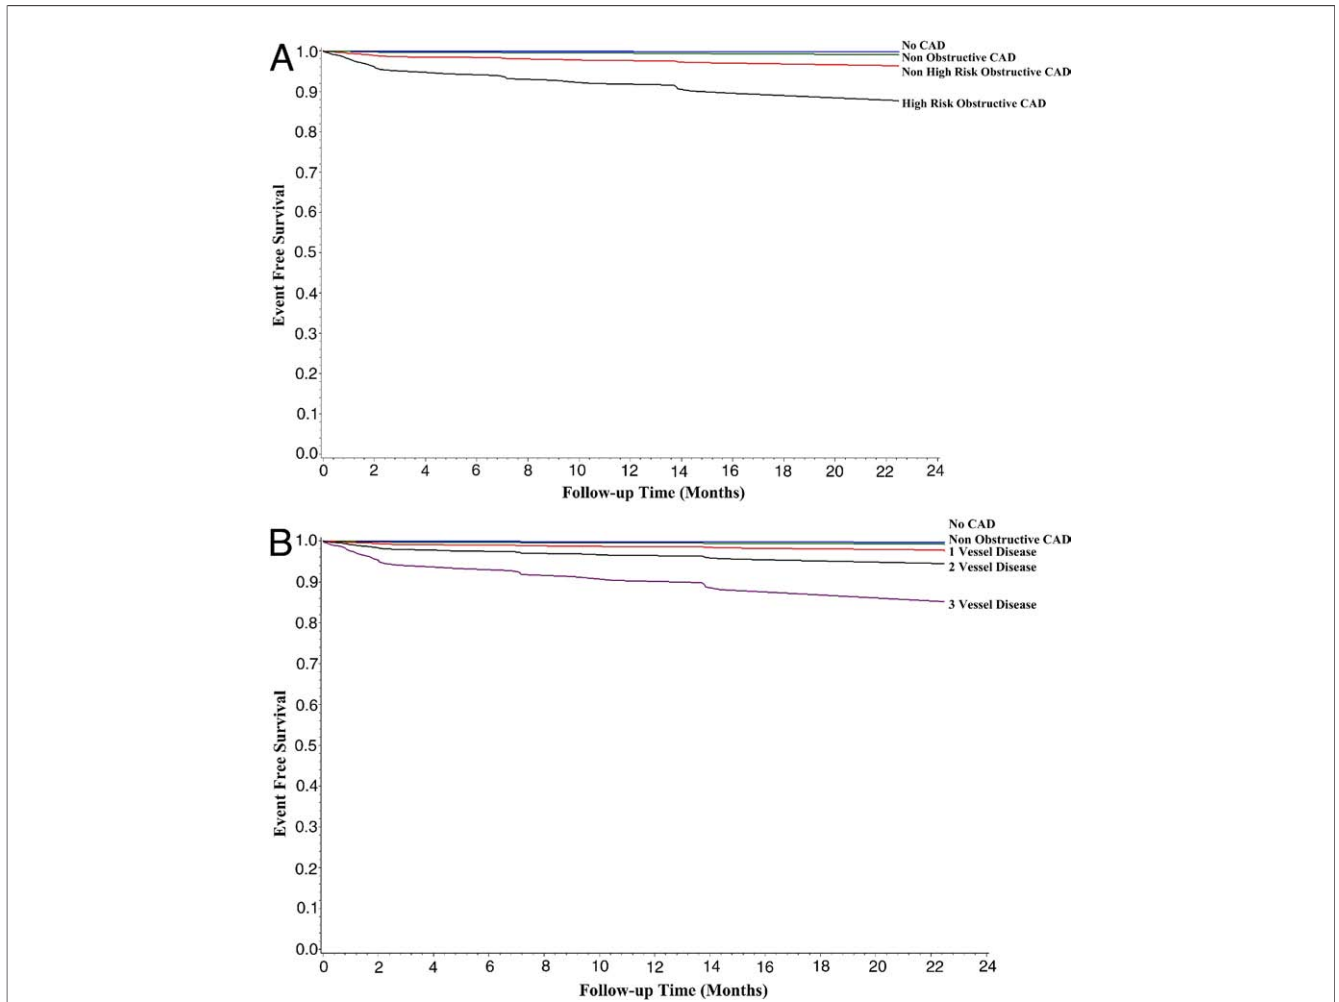 A
1.0
0.9
0.8
0.7
0.6
0.5
0.4
0.3
0.2
0.1
0.0
Event Free Survival
0 2 4 6 8 10 12 14 16 18 20 22 24
Follow-up Time (Months)
No CAD
Non Obstructive CAD
Non High Risk Obstructive CAD
High Risk Obstructive CAD
B
1.0
0.9
0.8
0.7
0.6
0.5
0.4
0.3
0.2
0.1
0.0
Event Free Survival
0 2 4 6 8 10 12 14 16 18 20 22 24
Follow-up Time (Months)
No CAD
Non Obstructive CAD
1 Vessel Disease
2 Vessel Disease
3 Vessel Disease